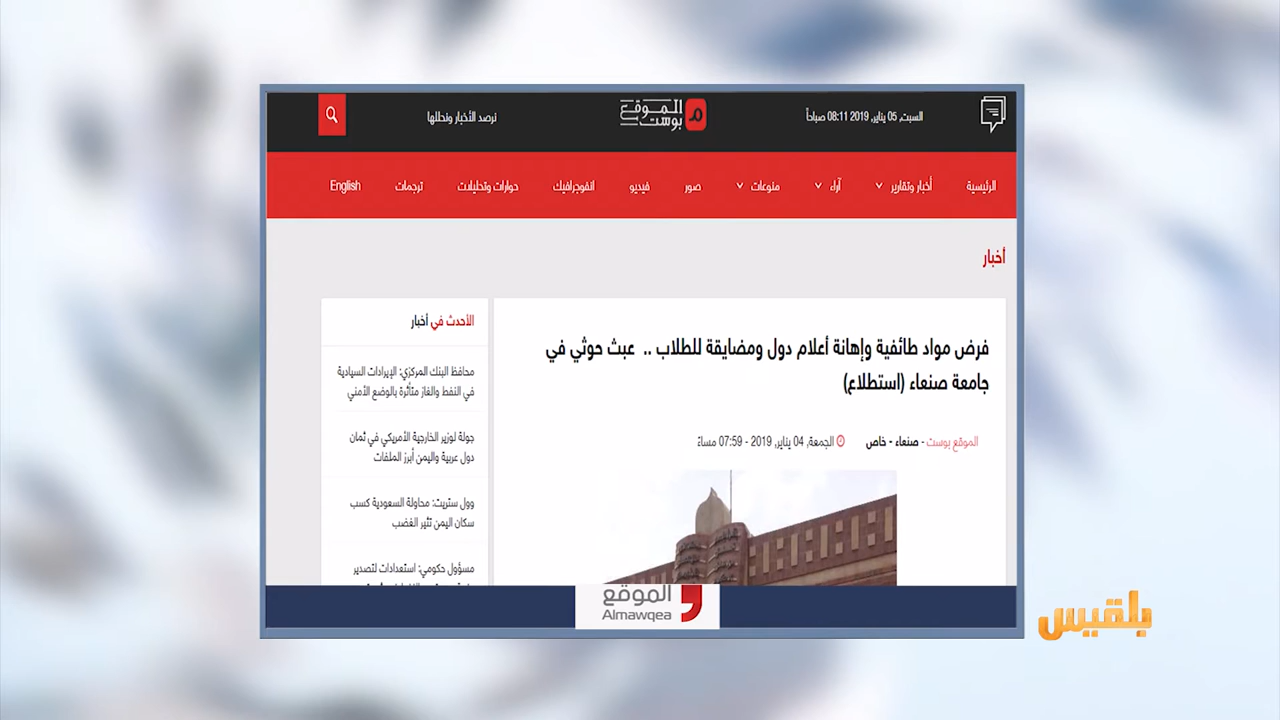 السبت, 05 يناير, 2019 08:11 صباحاً
الموقع بوست
نرصد الأخبار ونحللها
الرئيسية
أخبار وتقارير
آراء
منوعات
صور
فيديو
انفوجرافيك
حوارات وتحليلات
ترجمات
English
أخبار
فرض مواد طائفية وإهانة أعلام دول ومضايقة للطلاب .. عبث حوثي في
جامعة صنعاء (استطلاع)
الموقع بوست - صنعاء - خاص
الجمعة, 04 يناير, 2019 - 07:59 مساءً
الأحدث في أخبار
محافظ البنك المركزي: الإيرادات السيادية
في النفط والغاز متأثرة بالوضع الأمني
جولة لوزير الخارجية الأمريكي في ثمان
دول عربية واليمن أبرز الملفات
وول ستريت: محاولة السعودية كسب
سكان اليمن تثير الغضب
مسؤول حكومي: استعدادات لتصدير
الموقع
Almawqea
بلقيس